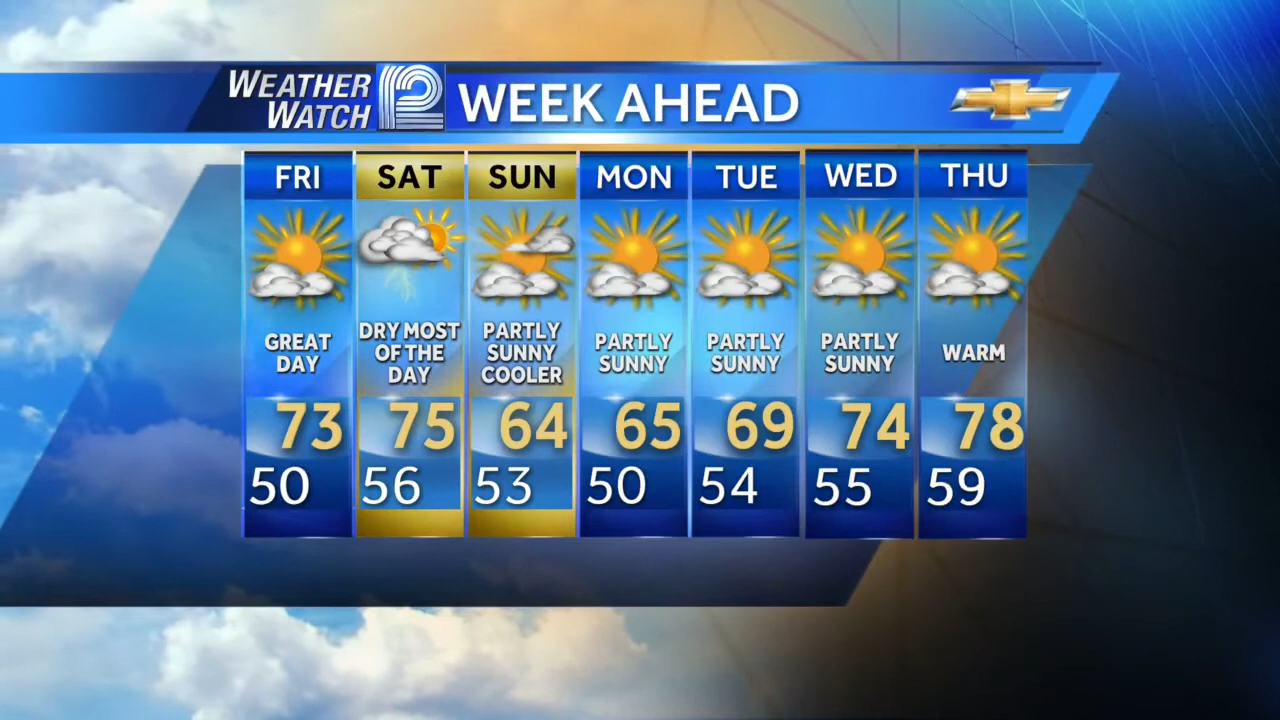 WEATHER
WATCH
12
WEEK AHEAD
FRI
GREAT
DAY
73
50
SAT
DRY MOST
OF THE
DAY
75
56
SUN
PARTLY
SUNNY
COOLER
64
53
MON
PARTLY
SUNNY
65
50
TUE
PARTLY
SUNNY
69
54
WED
PARTLY
SUNNY
74
55
THU
WARM
78
59